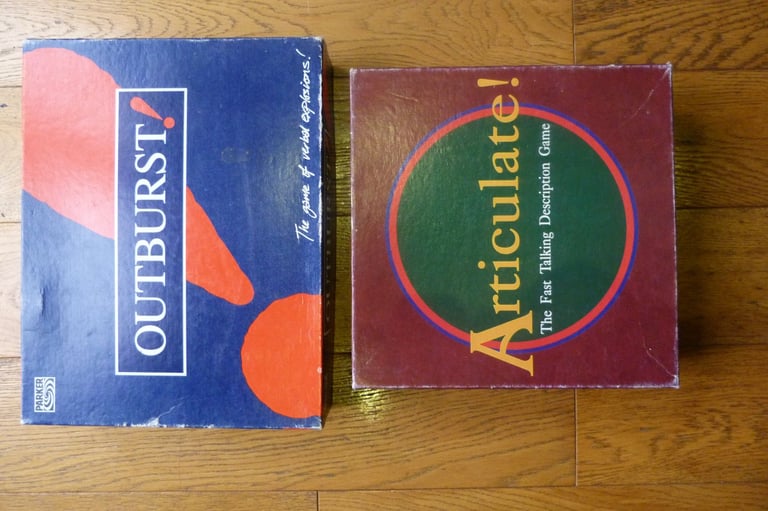 OUTBURST!
The game of verbal explosions!
PARKER
Articulate!
The Fast Talking Description Game